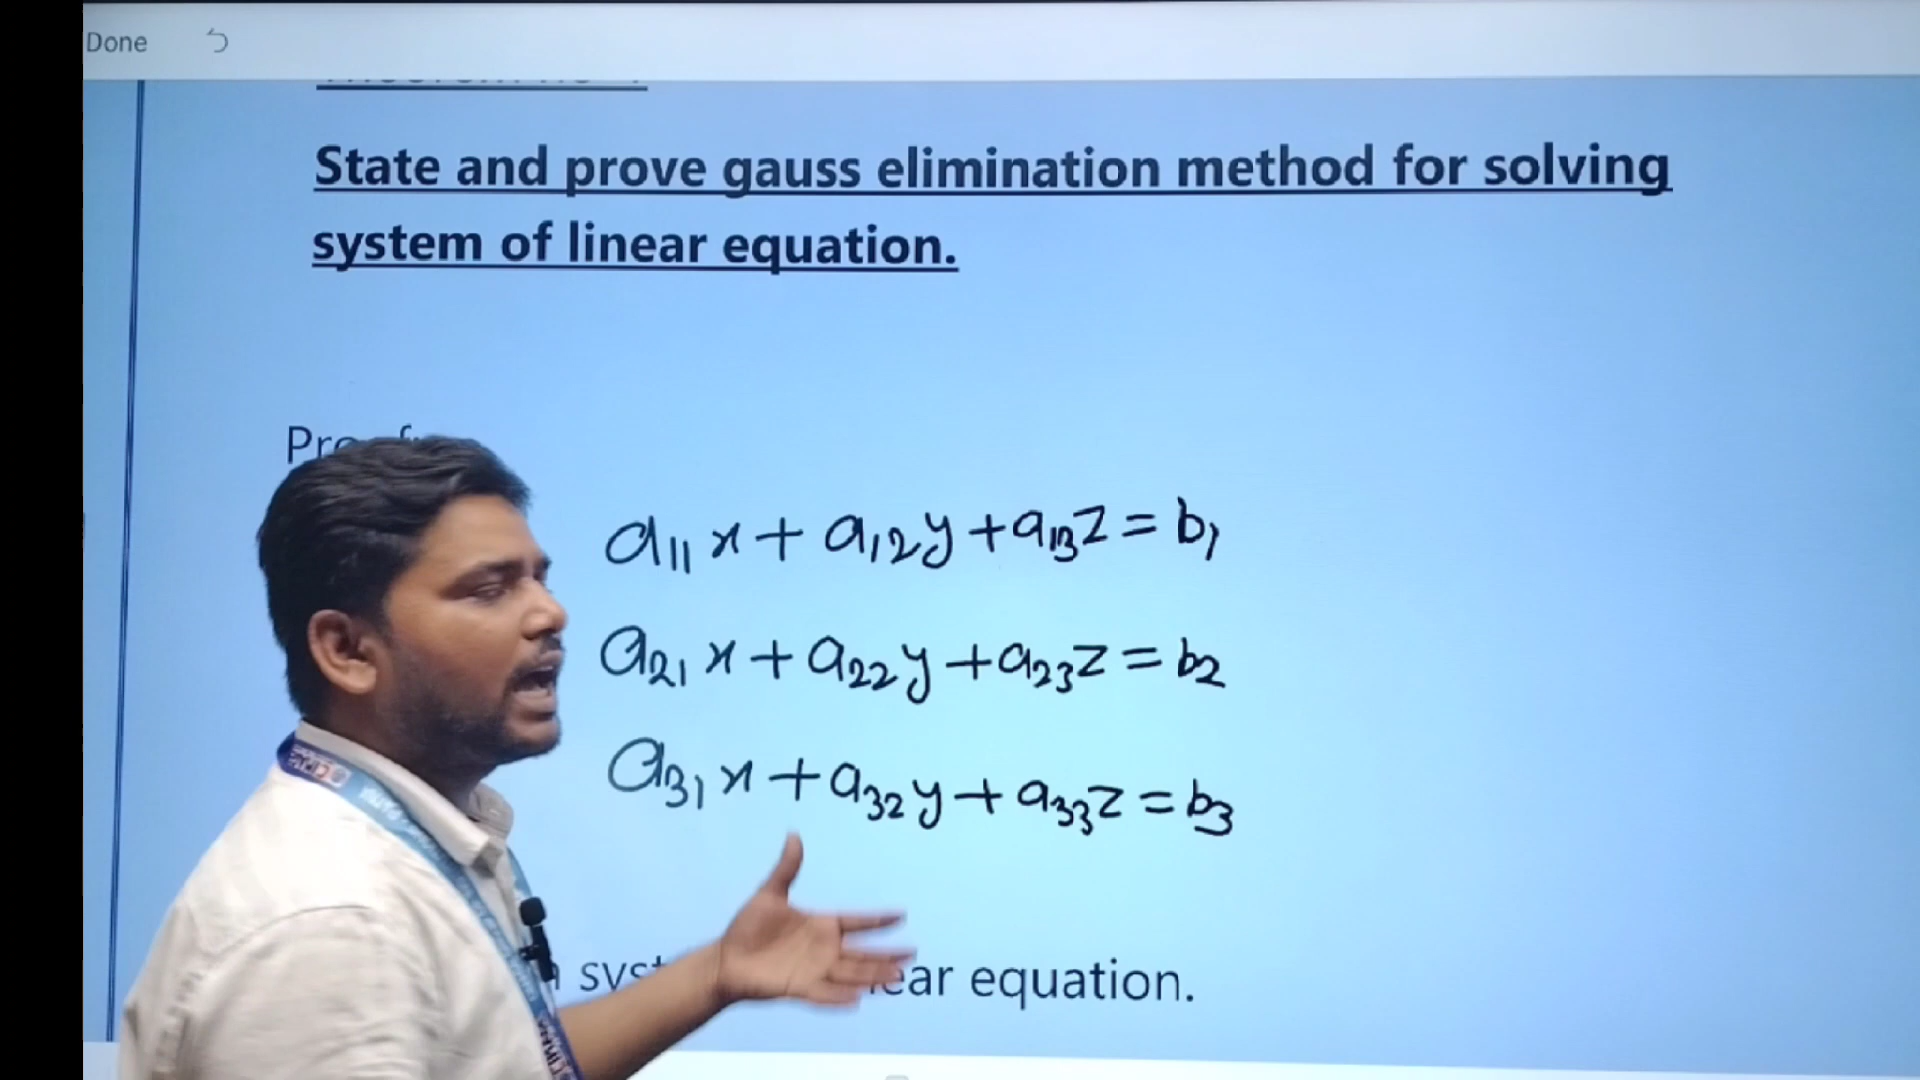 Done
State and prove gauss elimination method for solving
system of linear equation.
a₁₁x + a₁₂y + a₁₃z = b₁
a₂₁x + a₂₂y + a₂₃z = b₂
a₃₁x + a₃₂y + a₃₃z = b₃
equation.